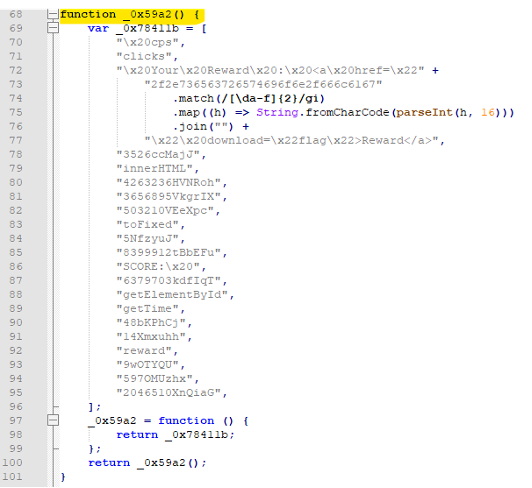 68 function _0x59a2() {
69 var _0x78411b = [
70 "\x20cps",
71 "clicks",
72 "\x20Your\x20Reward\x20:\x20<a\x20href=\x22" +
73 "2f2e736563726574696f6e2f666c6167"
74 .match(/[\da-f]{2}/gi)
75 .map((h) => String.fromCharCode(parseInt(h, 16)))
76 .join("") +
77 "\x22\x20download=\x22flag\x22>Reward</a>",
78 "3526ccMajJ",
79 "innerHTML",
80 "4263236HVNRoh",
81 "3656895VkgrIX",
82 "503210VEeXpc",
83 "toFixed",
84 "5NfzyuJ",
85 "8399912tBbEFu",
86 "SCORE:\x20",
87 "6379703kdfIqT",
88 "getElementById",
89 "getTime",
90 "48bKPhCj",
91 "14Xmxuhh",
92 "reward",
93 "9wOTYQU",
94 "597OMUzhx",
95 "2046510XnQiaG",
96 ];
97 _0x59a2 = function () {
98 return _0x78411b;
99 };
100 return _0x59a2();
101 }